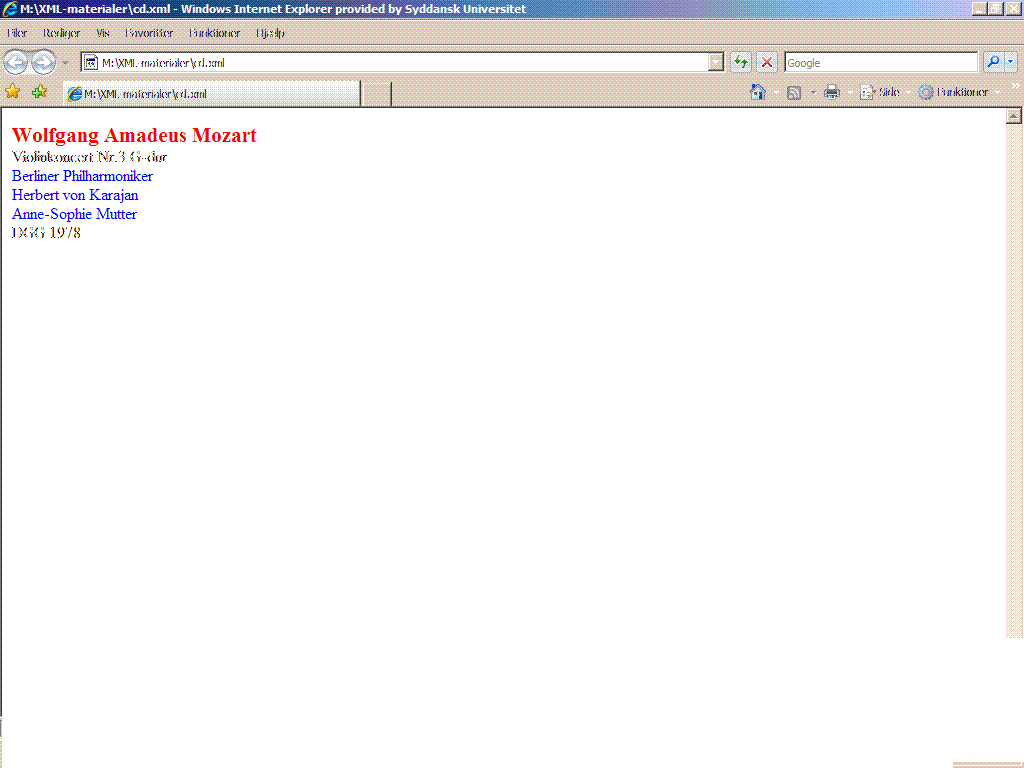 M:\XML-materialer\cd.xml - Windows Internet Explorer provided by Syddansk Universitet
Filer Rediger Vis Favoritter Funktioner Hjælp
M:\XML-materialer\cd.xml Google
M:\XML-materialer\cd.xml Side Funktioner
Wolfgang Amadeus Mozart
Violinkoncert Nr.3 G-dur
Berliner Philharmoniker
Herbert von Karajan
Anne-Sophie Mutter
DGG 1978